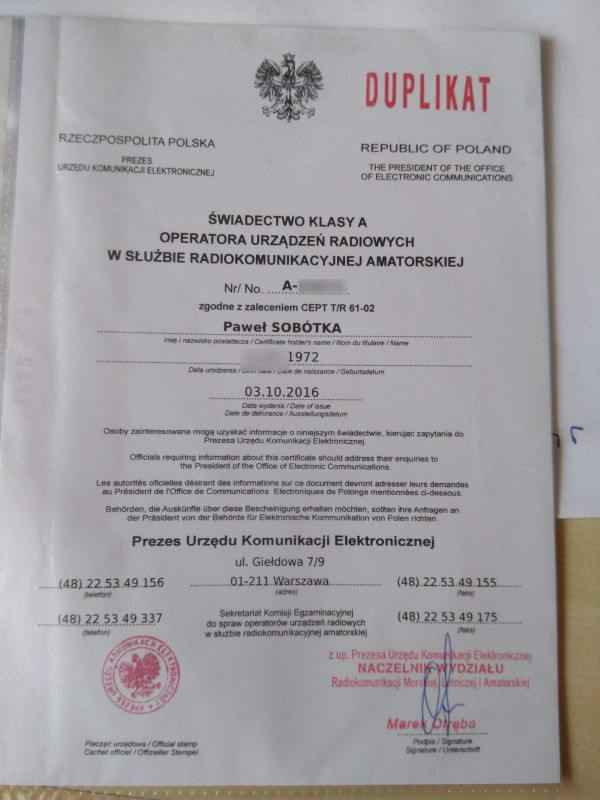 DUPLIKAT
RZECZPOSPOLITA POLSKA
PREZES
URZĘDU KOMUNIKACJI ELEKTRONICZNEJ
REPUBLIC OF POLAND
THE PRESIDENT OF THE OFFICE
OF ELECTRONIC COMMUNICATIONS
ŚWIADECTWO KLASY A
OPERATORA URZĄDZEŃ RADIOWYCH
W SŁUŻBIE RADIOKOMUNIKACYJNEJ AMATORSKIEJ
Nr/ No. A-
zgodne z zaleceniem CEPT T/R 61-02
Paweł SOBÓTKA
imię i nazwisko posiadacza / Certificate holder's name / Nom du titulaire / Name
1972
Data urodzenia / Birth date / Date de naissance / Geburtsdatum
03.10.2016
Data wydania / Date of issue
Date de delivrance / Ausstellungsdatum
Osoby zainteresowane mogą uzyskać informacje o niniejszym świadectwie, kierując zapytania do
Prezesa Urzędu Komunikacji Elektronicznej.
Officials requiring information about this certificate should address their enquiries to
the President of the Office of Electronic Communications.
Les autorités oficielles désirant des informations sur ce document devront adresser leurs demandes
au Président de l'Office de Communications Electroniques de Pologne mentionnées ci-dessous.
Behörden, die Auskünfte über diese Bescheinigung erhalten möchten, sollten ihre Anfragen an
der Präsident von der Behörde für Elektronische Kommunikation von Polen richten.
Prezes Urzędu Komunikacji Elektronicznej
ul. Giełdowa 7/9
(48) 22 53 49 156 01-211 Warszawa (48) 22 53 49 155
(telefon) (adres) (faks)
(48) 22 53 49 337 (48) 22 53 49 175
(telefon) (faks)
Sekretariat Komisji Egzaminacyjnej
do spraw operatorów urządzeń radiowych
w służbie radiokomunikacyjnej amatorskiej
PREZES URZĘDU KOMUNIKACJI ELEKTRONICZNEJ
z up. Prezesa Urzędu Komunikacji Elektronicznej
NACZELNIK WYDZIAŁU
Radiokomunikacji Morskiej, Lotniczej i Amatorskiej
Marek Otręba
Pieczęć urzędowa / Official stamp
Cachet officiel / Offizieller Stempel
Podpis / Signature
Signature / Unterschrift